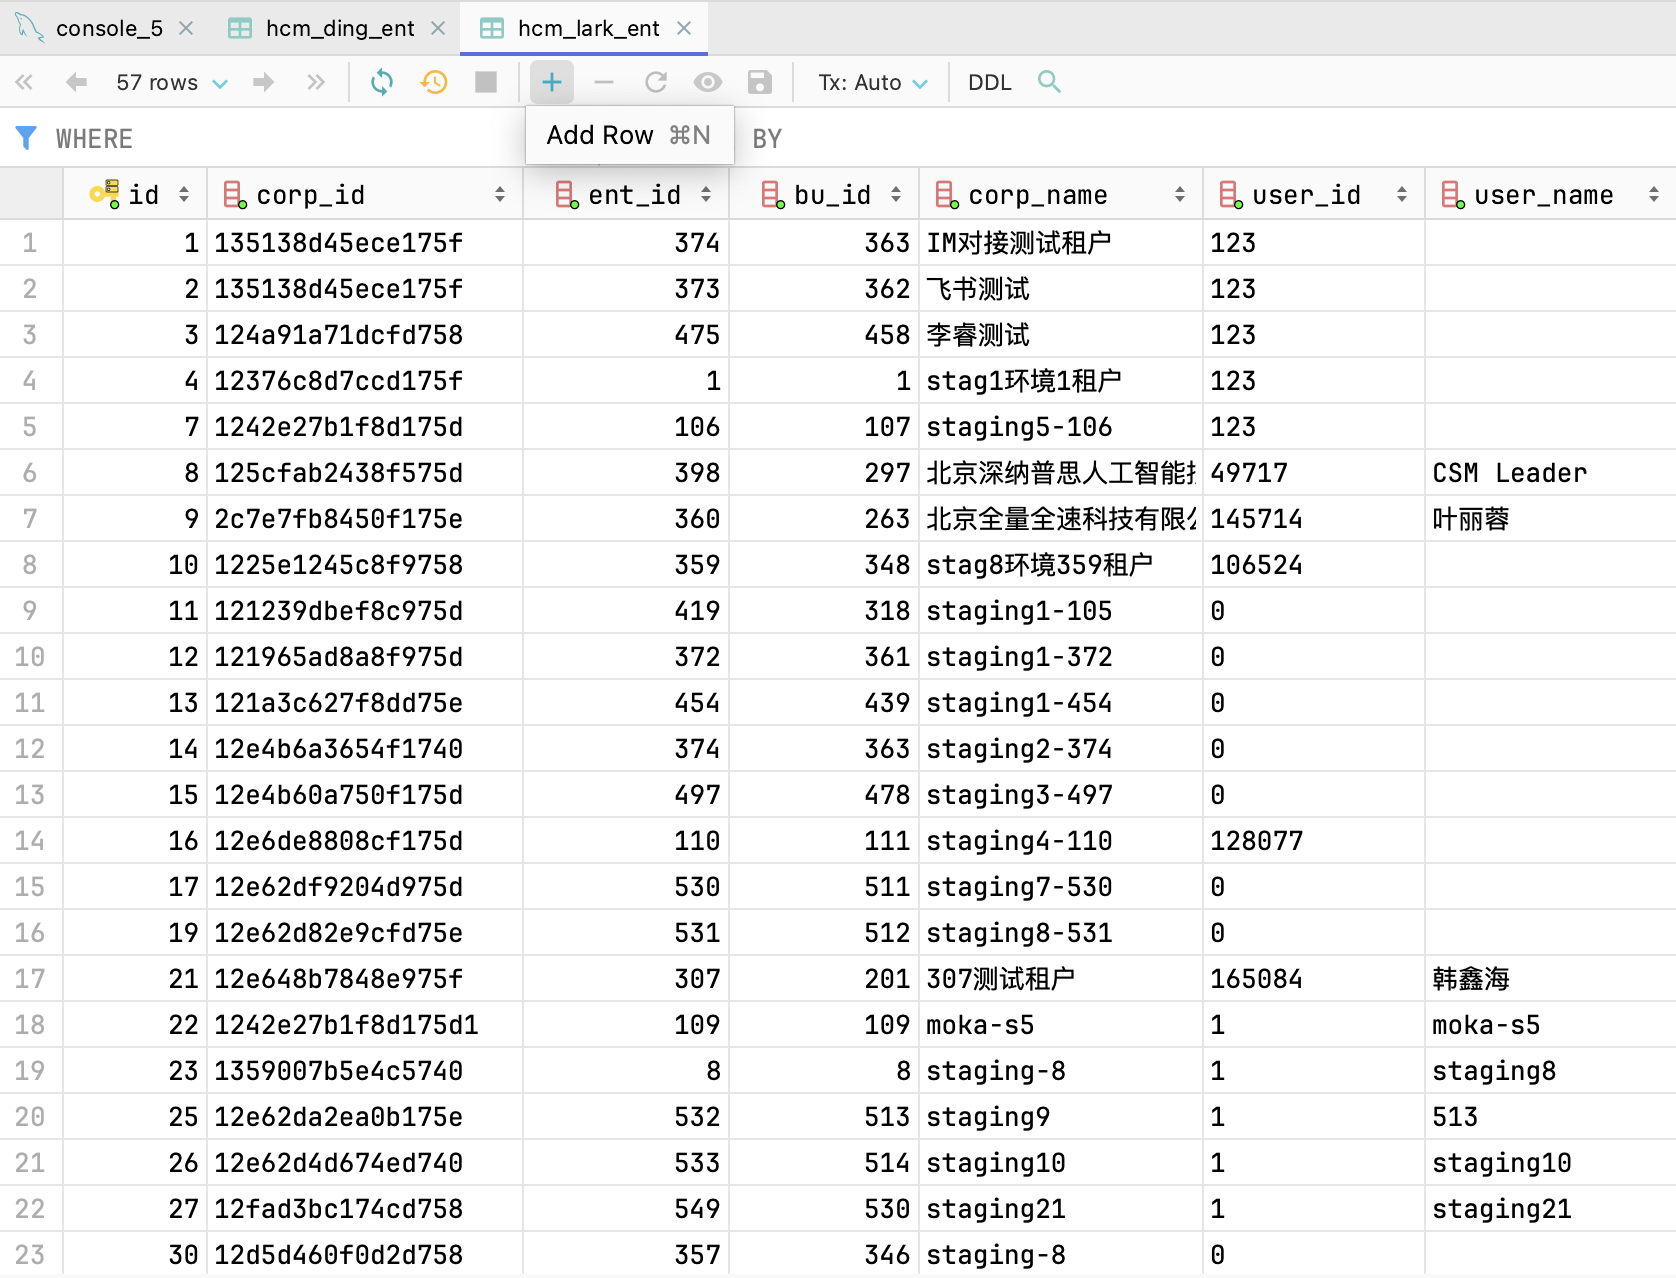 console_5 hcm_ding_ent hcm_lark_ent
57 rows Tx: Auto DDL
WHERE Add Row ⌘N BY
id corp_id ent_id bu_id corp_name user_id user_name
1 1 135138d45ece175f 374 363 IM对接测试租户 123
2 2 135138d45ece175f 373 362 飞书测试 123
3 3 124a91a71dcfd758 475 458 李睿测试 123
4 4 12376c8d7ccd175f 1 1 stag1环境1租户 123
5 7 1242e27b1f8d175d 106 107 staging5-106 123
6 8 125cfab2438f575d 398 297 北京深纳普思人工智能 49717 CSM Leader
7 9 2c7e7fb8450f175e 360 263 北京全量全速科技有限 145714 叶丽蓉
8 10 1225e1245c8f9758 359 348 stag8环境359租户 106524
9 11 121239dbef8c975d 419 318 staging1-105 0
10 12 121965ad8a8f975d 372 361 staging1-372 0
11 13 121a3c627f8dd75e 454 439 staging1-454 0
12 14 12e4b6a3654f1740 374 363 staging2-374 0
13 15 12e4b60a750f175d 497 478 staging3-497 0
14 16 12e6de8808cf175d 110 111 staging4-110 128077
15 17 12e62df9204d975d 530 511 staging7-530 0
16 19 12e62d82e9cfd75e 531 512 staging8-531 0
17 21 12e648b7848e975f 307 201 307测试租户 165084 韩鑫海
18 22 1242e27b1f8d175d1 109 109 moka-s5 1 moka-s5
19 23 1359007b5e4c5740 8 8 staging-8 1 staging8
20 25 12e62da2ea0b175e 532 513 staging9 1 513
21 26 12e62d4d674ed740 533 514 staging10 1 staging10
22 27 12fad3bc174cd758 549 530 staging21 1 staging21
23 30 12d5d460f0d2d758 357 346 staging-8 0